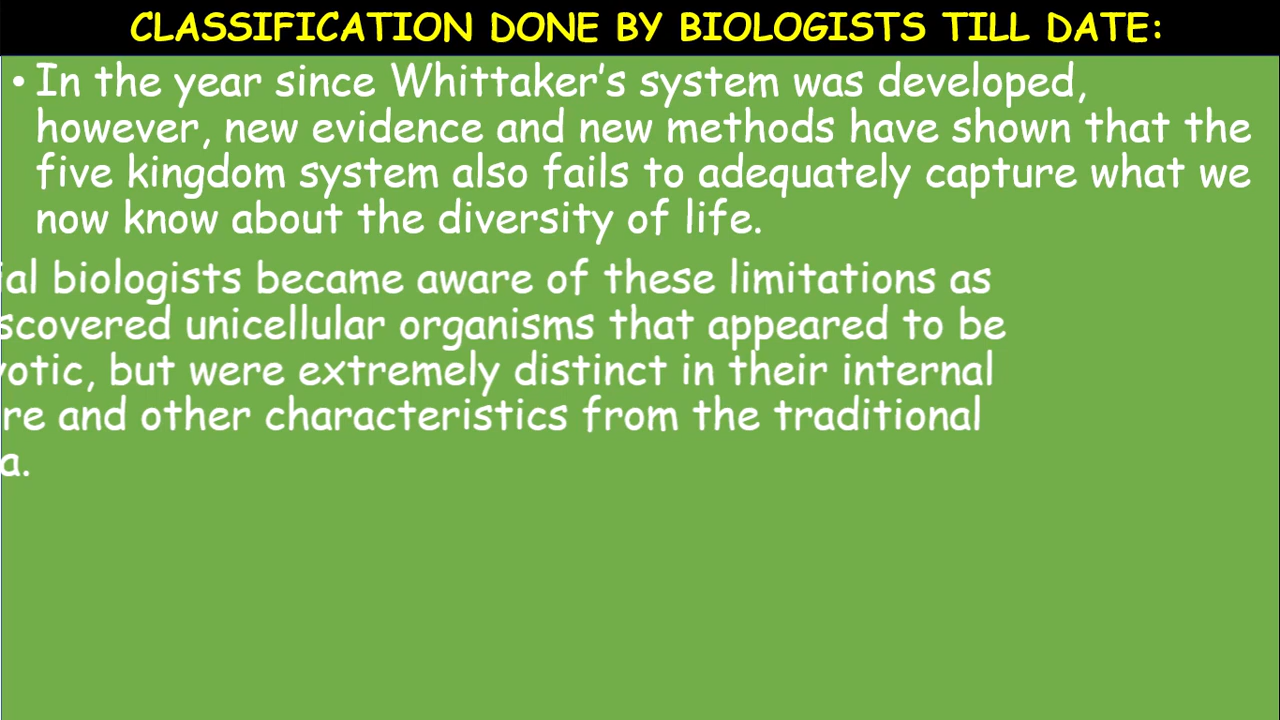 CLASSIFICATION DONE BY BIOLOGISTS TILL DATE:
• In the year since Whittaker's system was developed,
however, new evidence and new methods have shown that the
five kingdom system also fails to adequately capture what we
now know about the diversity of life.
ial biologists became aware of these limitations as
scovered unicellular organisms that appeared to be
yotic, but were extremely distinct in their internal
re and other characteristics from the traditional
a.